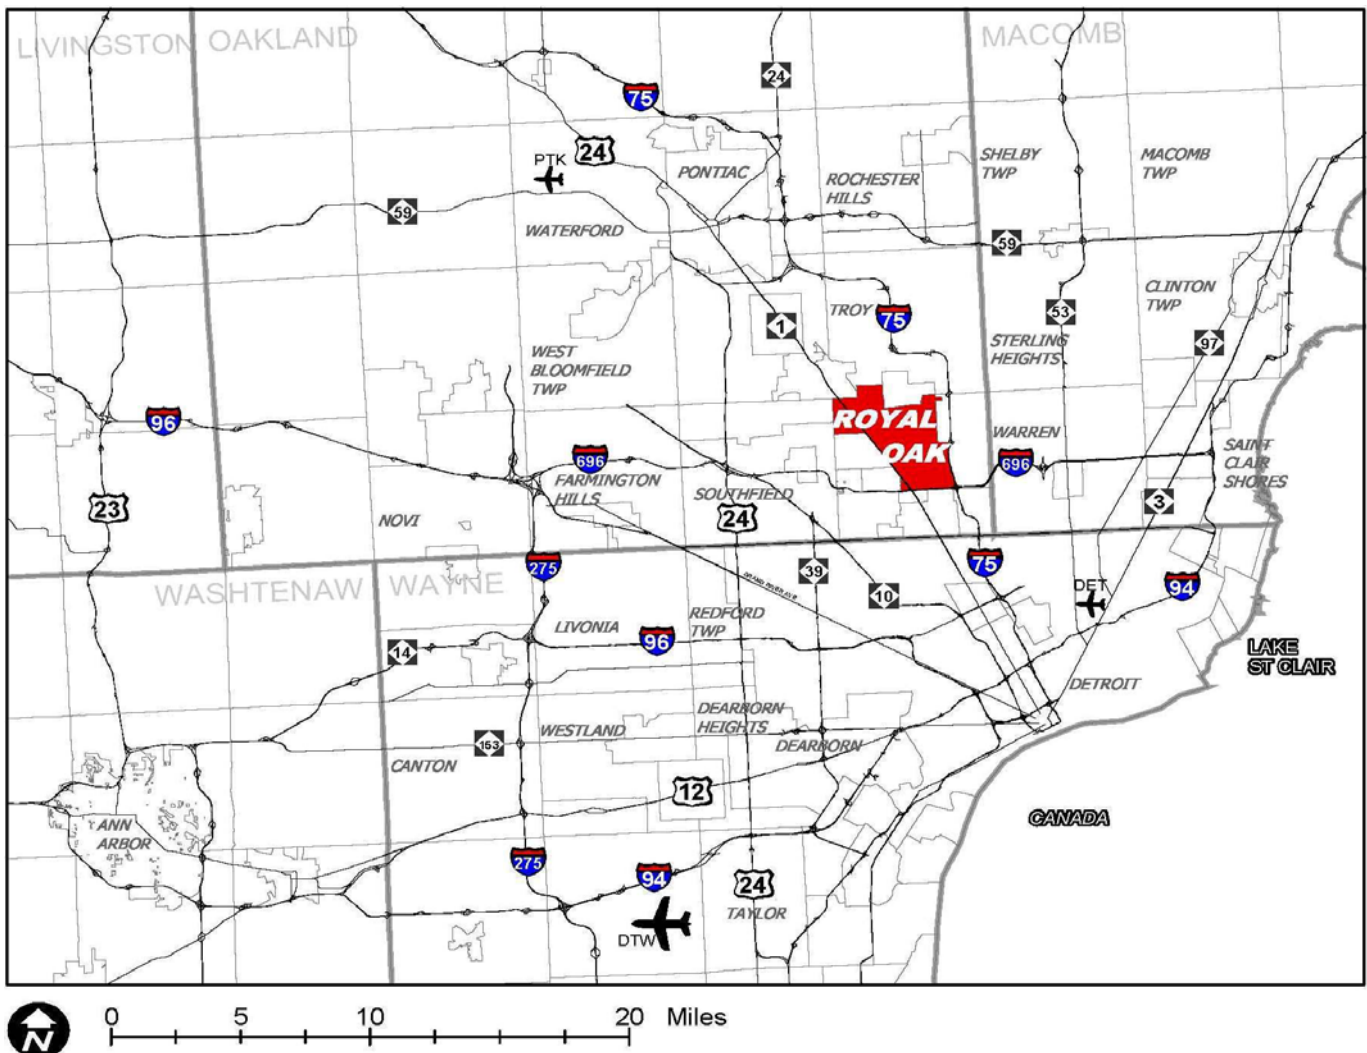 LIVINGSTON
OAKLAND
MACOMB
24
75
24
PTK
PONTIAC
SHELBY
TWP
MACOMB
TWP
ROCHESTER
HILLS
59
WATERFORD
59
CLINTON
TWP
TROY
75
1
53
97
WEST
BLOOMFIELD
TWP
STERLING
HEIGHTS
96
ROYAL
OAK
WARREN
696
696
SAINT
CLAIR
SHORES
FARMINGTON
HILLS
SOUTHFIELD
23
NOVI
24
3
275
39
75
WASHTENAW
WAYNE
GRAND RIVER AVE
10
DET
94
LIVONIA
96
REDFORD
TWP
14
LAKE
ST CLAIR
DETROIT
153
WESTLAND
DEARBORN
HEIGHTS
DEARBORN
CANTON
12
CANADA
ANN
ARBOR
275
94
24
TAYLOR
DTW
N
0 5 10 20 Miles